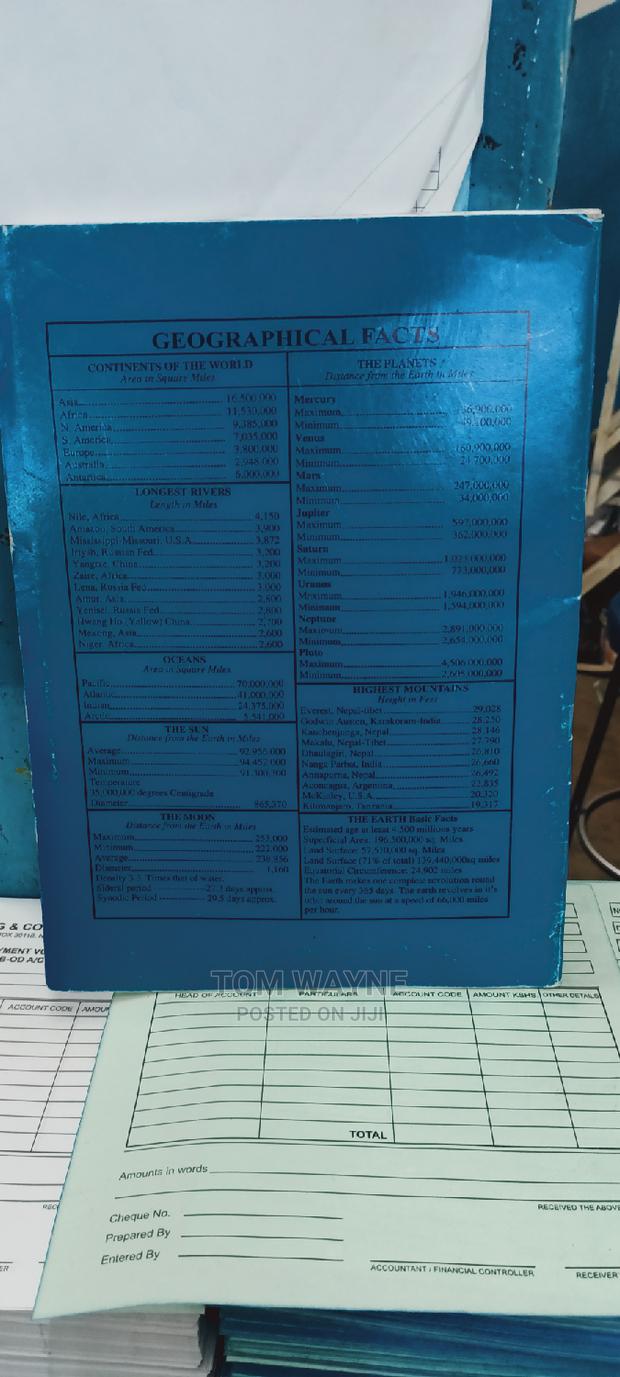 GEOGRAPHICAL FACTS
CONTINENTS OF THE WORLD
Area in Square Miles
Asia 16,500,000
Africa 11,530,000
N. America 9,385,000
S. America 7,035,000
Europe 3,800,000
Australia 2,948,000
Antartica 6,000,000
LONGEST RIVERS
Length in Miles
Nile, Africa 4,150
Amazon, South America 3,900
Mississippi-Missouri, U.S.A. 3,872
Irtysh, Russian Fed. 3,200
Yangtze, China 3,200
Zaire, Africa 3,000
Lena, Russia Fed. 3,000
Amur, Asia 2,800
Yenisei, Russia Fed. 2,800
Hwang Ho (Yellow) China 2,700
Mekong, Asia 2,600
Niger, Africa 2,600
OCEANS
Area in Square Miles
Pacific 70,000,000
Atlantic 41,000,000
Indian 24,375,000
Arctic 5,541,000
THE SUN
Distance from the Earth in Miles
Average 92,956,000
Maximum 94,452,000
Minimum 91,300,300
Temperature
35,000,000 degrees Centigrade
Diameter 865,370
THE MOON
Distance from the Earth in Miles
Maximum 253,000
Minimum 222,000
Average 238,856
Diameter 1,160
Density 3.3 Times that of water.
Sideral period 27.3 days approx.
Synodic Period 29.5 days approx.
THE PLANETS
Distance from the Earth in Miles
Mercury
Maximum 136,900,000
Minimum
Venus
Maximum 160,900,000
Minimum 24,700,000
Mars
Maximum 247,000,000
Minimum 34,000,000
Jupiter
Maximum 597,000,000
Minimum 362,000,000
Saturn
Maximum 1,023,000,000
Minimum 773,000,000
Uranus
Maximum 1,946,000,000
Minimum 1,594,000,000
Neptune
Maximum 2,891,000,000
Minimum 2,654,000,000
Pluto
Maximum 4,506,000,000
Minimum 2,605,000,000
HIGHEST MOUNTAINS
Height in Feet
Everest, Nepal-tibet 29,028
Godwin Austen, Karakoram-India 28,250
Kanchenjunga, Nepal 28,146
Makalu, Nepal-Tibet 27,790
Dhaulagiri, Nepal 26,810
Nanga Parbat, India 26,660
Annapurna, Nepal 26,492
Aconcagua, Argentina 22,835
McKinley, U.S.A. 20,320
Kilimanjaro, Tanzania 19,317
THE EARTH Basic Facts
Estimated age at least 4,500 millions years
Superficial Area: 196,500,000 sq. Miles
Land Surface: 57,510,000 sq. Miles
Land Surface (71% of total) 139,440,000sq miles
Equatorial Circumference: 24,902 miles
The Earth makes one complete revolution round
the sun every 365 days. The earth revolves in it's
orbit around the sun at a speed of 66,000 miles
per hour.
TOM WAYNE
POSTED ON JIJI
HEAD OF ACCOUNT PARTICULARS ACCOUNT CODE AMOUNT KSHS OTHER DETAILS
ACCOUNT CODE
TOTAL
Amounts in words
RECEIVED THE ABOVE
Cheque No.
Prepared By
Entered By
ACCOUNTANT / FINANCIAL CONTROLLER
RECEIVER